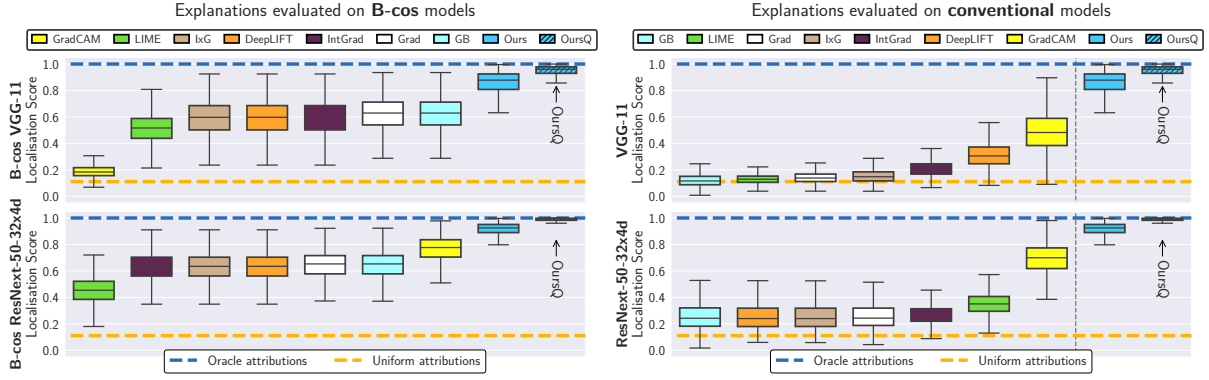 Explanations evaluated on B-cos models
GradCAM LIME IxG DeepLIFT IntGrad Grad GB Ours OursQ
B-cos VGG-11
Localisation Score
1.0
0.8
0.6
0.4
0.2
0.0
OursQ
B-cos ResNext-50-32x4d
Localisation Score
1.0
0.8
0.6
0.4
0.2
0.0
OursQ
Oracle attributions Uniform attributions
Explanations evaluated on conventional models
GB LIME Grad IxG IntGrad DeepLIFT GradCAM Ours OursQ
VGG-11
Localisation Score
1.0
0.8
0.6
0.4
0.2
0.0
OursQ
ResNext-50-32x4d
Localisation Score
1.0
0.8
0.6
0.4
0.2
0.0
OursQ
Oracle attributions Uniform attributions